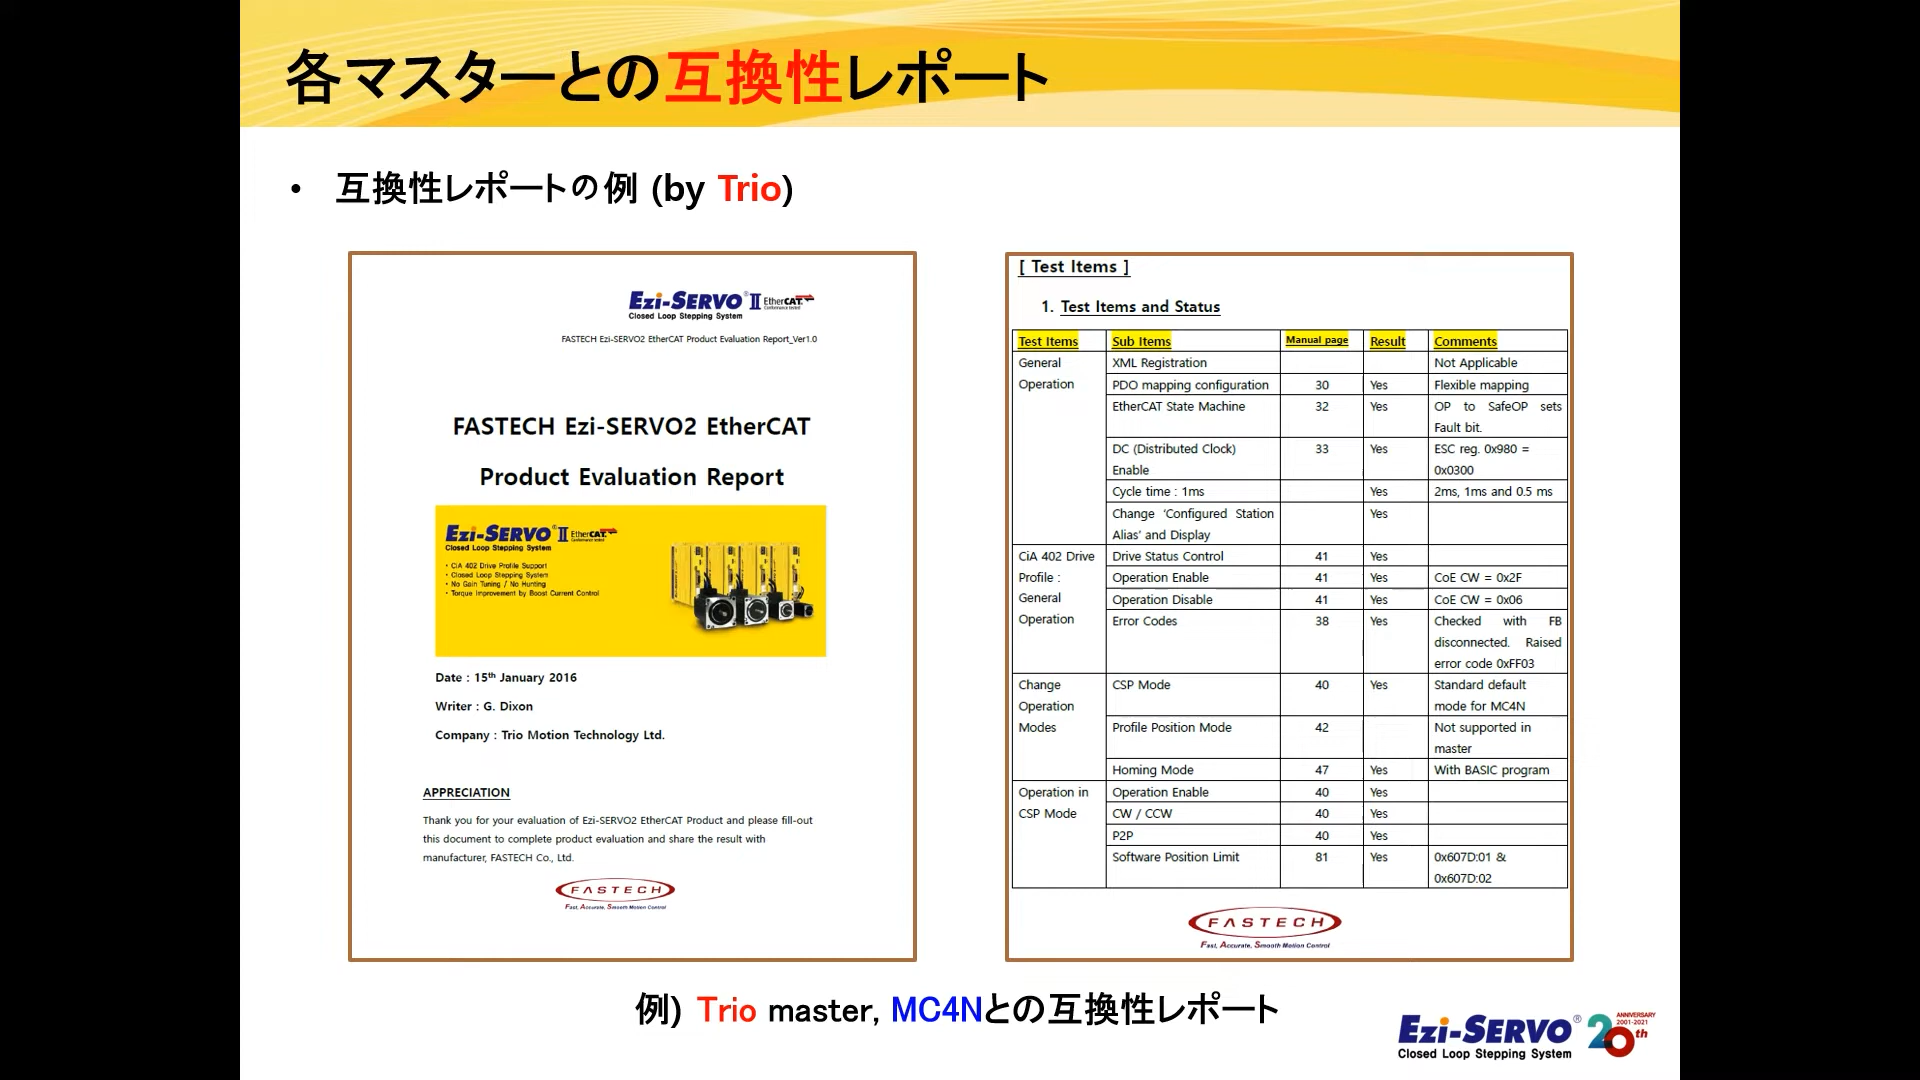 各マスターとの互換性レポート
• 互換性レポートの例 (by Trio)
Ezi-SERVO® II EtherCAT
Conformance tested
Closed Loop Stepping System
FASTECH Ezi-SERVO2 EtherCAT Product Evaluation Report_Ver1.0
FASTECH Ezi-SERVO2 EtherCAT
Product Evaluation Report
Ezi-SERVO® II EtherCAT
Closed Loop Stepping System
• CiA 402 Drive Profile Support
• Closed Loop Stepping System
• No Gain Tuning / No Hunting
• Torque Improvement by Boost Current Control
Date : 15th January 2016
Writer : G. Dixon
Company : Trio Motion Technology Ltd.
APPRECIATION
Thank you for your evaluation of Ezi-SERVO2 EtherCAT Product and please fill-out
this document to complete product evaluation and share the result with
manufacturer, FASTECH Co., Ltd.
FASTECH
Fast, Accurate, Smooth Motion Control
[ Test Items ]
1. Test Items and Status
Test Items Sub Items Manual page Result Comments
General XML Registration Not Applicable
Operation PDO mapping configuration 30 Yes Flexible mapping
EtherCAT State Machine 32 Yes OP to SafeOP sets
Fault bit.
DC (Distributed Clock) 33 Yes ESC reg. 0x980 =
Enable 0x0300
Cycle time : 1ms Yes 2ms, 1ms and 0.5 ms
Change ‘Configured Station Yes
Alias’ and Display
CiA 402 Drive Drive Status Control 41 Yes
Profile : Operation Enable 41 Yes CoE CW = 0x2F
General Operation Disable 41 Yes CoE CW = 0x06
Operation Error Codes 38 Yes Checked with FB
disconnected. Raised
error code 0xFF03
Change CSP Mode 40 Yes Standard default
Operation mode for MC4N
Modes Profile Position Mode 42 Not supported in
master
Homing Mode 47 Yes With BASIC program
Operation in Operation Enable 40 Yes
CSP Mode CW / CCW 40 Yes
P2P 40 Yes
Software Position Limit 81 Yes 0x607D:01 &
0x607D:02
FASTECH
Fast, Accurate, Smooth Motion Control
例) Trio master, MC4Nとの互換性レポート
Ezi-SERVO®
Closed Loop Stepping System
20th
ANNIVERSARY
2001-2021